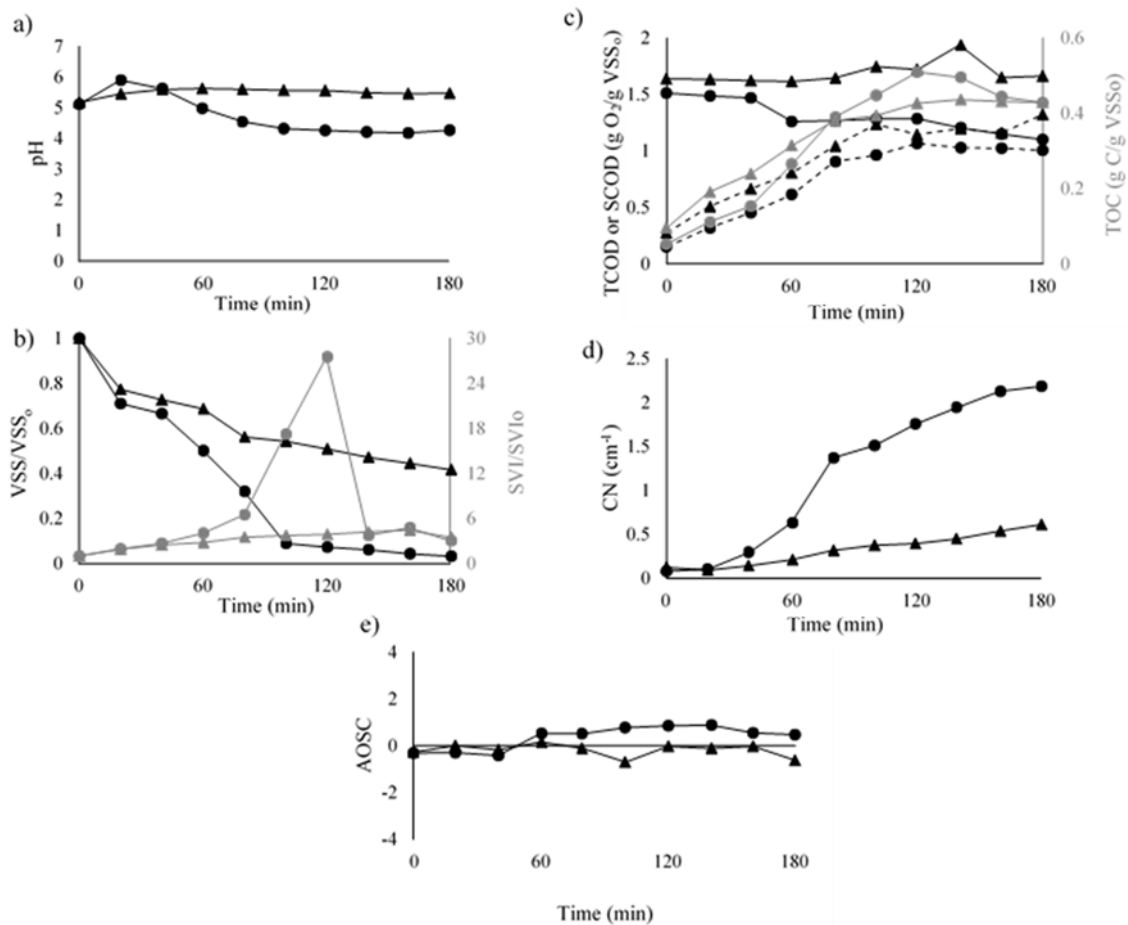 a)
7
6
5
4
3
2
1
0
pH
0 60 120 180
Time (min)
b)
1
0.8
0.6
0.4
0.2
0
VSS/VSSo
30
24
18
12
6
0
SVI/SVIo
0 60 120 180
Time (min)
c)
2
1.5
1
0.5
0
TCOD or SCOD (g O2/g VSSo)
0.6
0.4
0.2
0
TOC (g C/g VSSo)
0 60 120 180
Time (min)
d)
2.5
2
1.5
1
0.5
0
CN (cm-1)
0 60 120 180
Time (min)
e)
4
2
0
-2
-4
AOSC
0 60 120 180
Time (min)